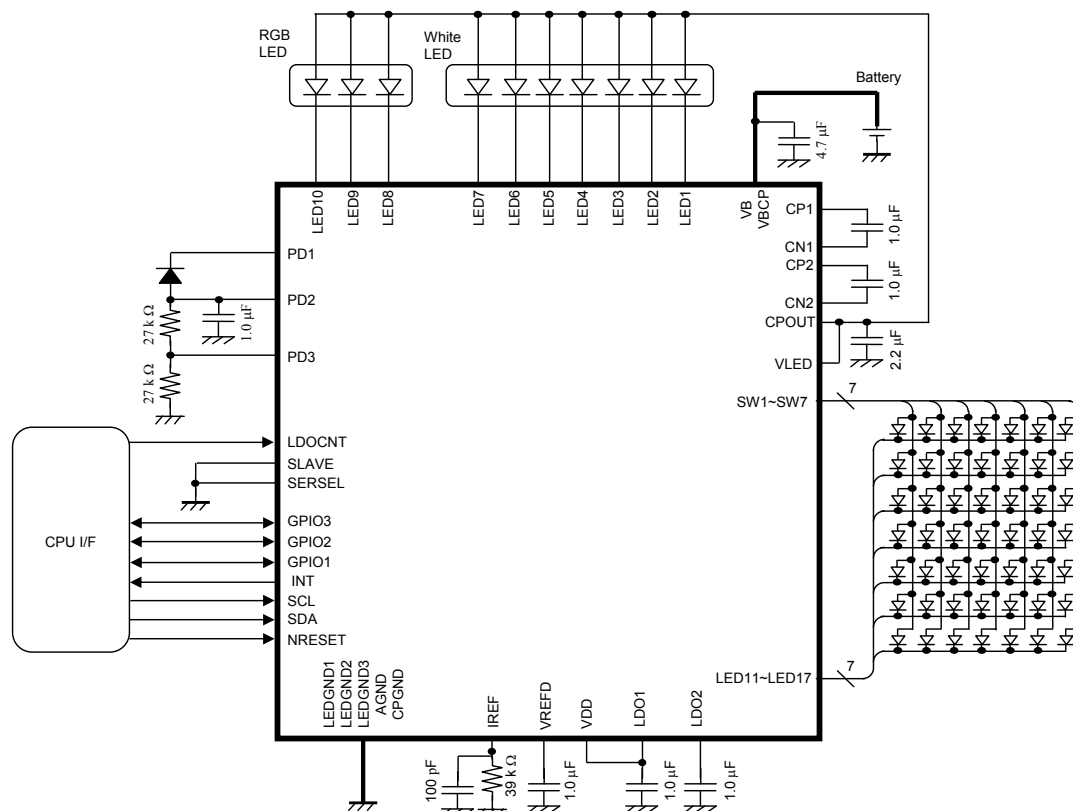 RGB
LED
White
LED
Battery
4.7 µF
LED10
LED9
LED8
LED7
LED6
LED5
LED4
LED3
LED2
LED1
VB
VBCP
PD1
PD2
PD3
27 k Ω
27 k Ω
1.0 µF
CP1
CN1
CP2
CN2
CPOUT
VLED
1.0 µF
1.0 µF
2.2 µF
SW1~SW7
7
CPU I/F
LDOCNT
SLAVE
SERSEL
GPIO3
GPIO2
GPIO1
INT
SCL
SDA
NRESET
LED11~LED17
7
LEDGND1
LEDGND2
LEDGND3
AGND
CPGND
IREF
VREFD
VDD
LDO1
LDO2
100 pF
39 k Ω
1.0 µF
1.0 µF
1.0 µF